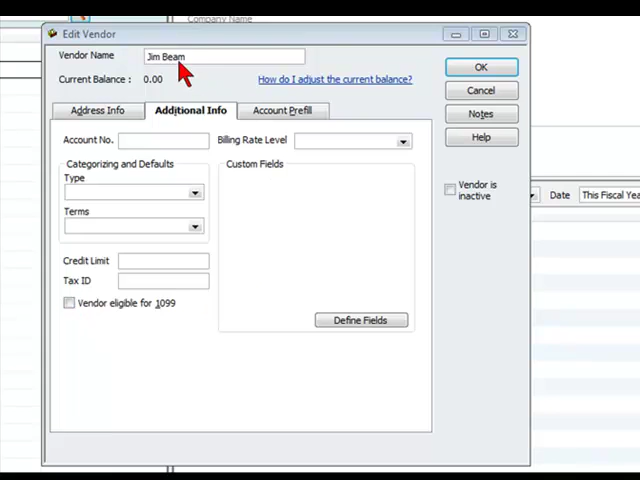 Company Name
Edit Vendor
Vendor Name Jim Beam
Current Balance : 0.00 How do I adjust the current balance?
OK
Cancel
Notes
Help
Address Info Additional Info Account Prefill
Account No. Billing Rate Level
Categorizing and Defaults Custom Fields
Type
Terms
Vendor is
inactive
Date This Fiscal Yea
Credit Limit
Tax ID
Vendor eligible for 1099
Define Fields